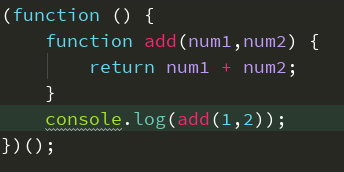 (function () {
    function add(num1,num2) {
        return num1 + num2;
    }
    console.log(add(1,2));
})();